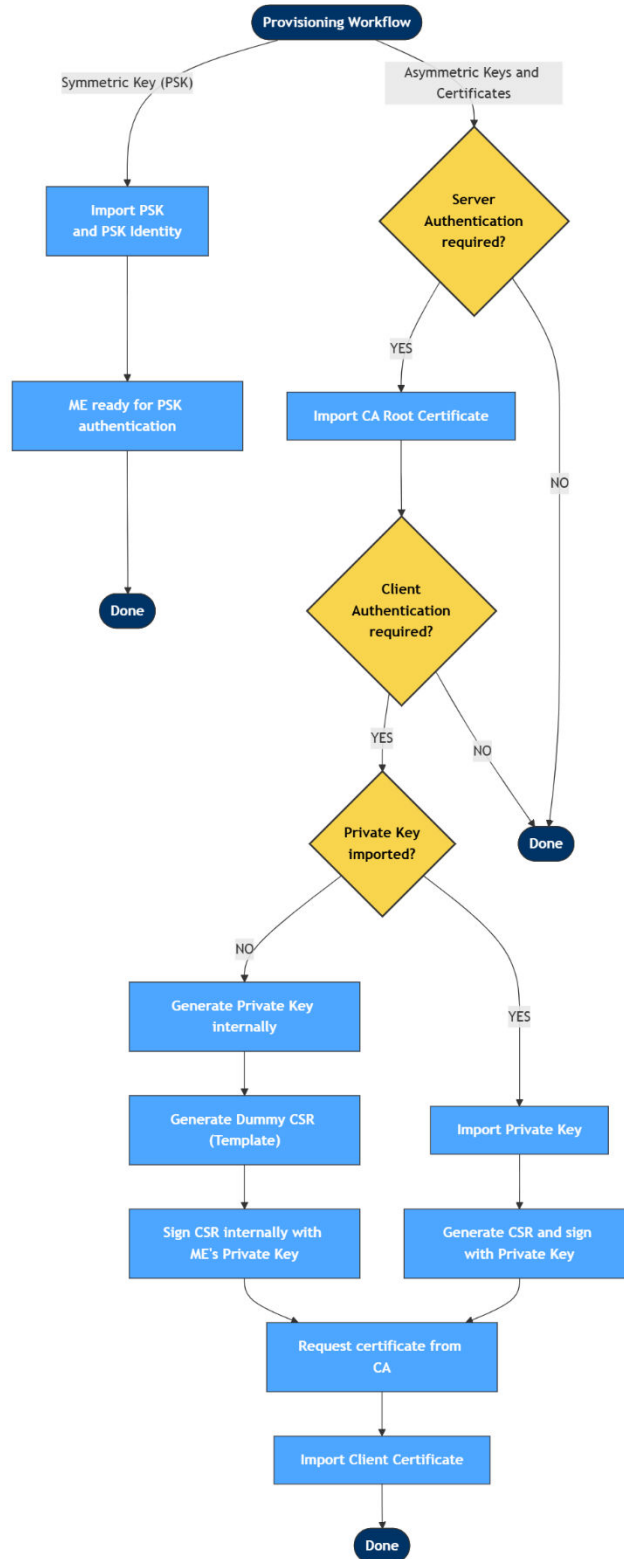 Provisioning Workflow
Symmetric Key (PSK)
Asymmetric Keys and
Certificates
Import PSK
and PSK Identity
Server
Authentication
required?
ME ready for PSK
authentication
YES
Import CA Root Certificate
NO
Done
Client
Authentication
required?
YES
NO
Done
Private Key
imported?
NO
YES
Generate Private Key
internally
Generate Dummy CSR
(Template)
Import Private Key
Sign CSR internally with
ME's Private Key
Generate CSR and sign
with Private Key
Request certificate from
CA
Import Client Certificate
Done